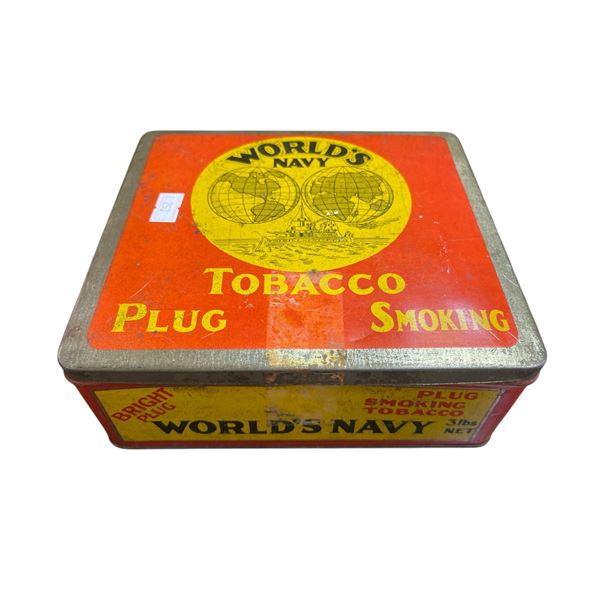 WORLD'S
NAVY
TOBACCO
PLUG SMOKING
BRIGHT
PLUG
WORLD'S NAVY
PLUG
SMOKING
TOBACCO
3lbs
NET